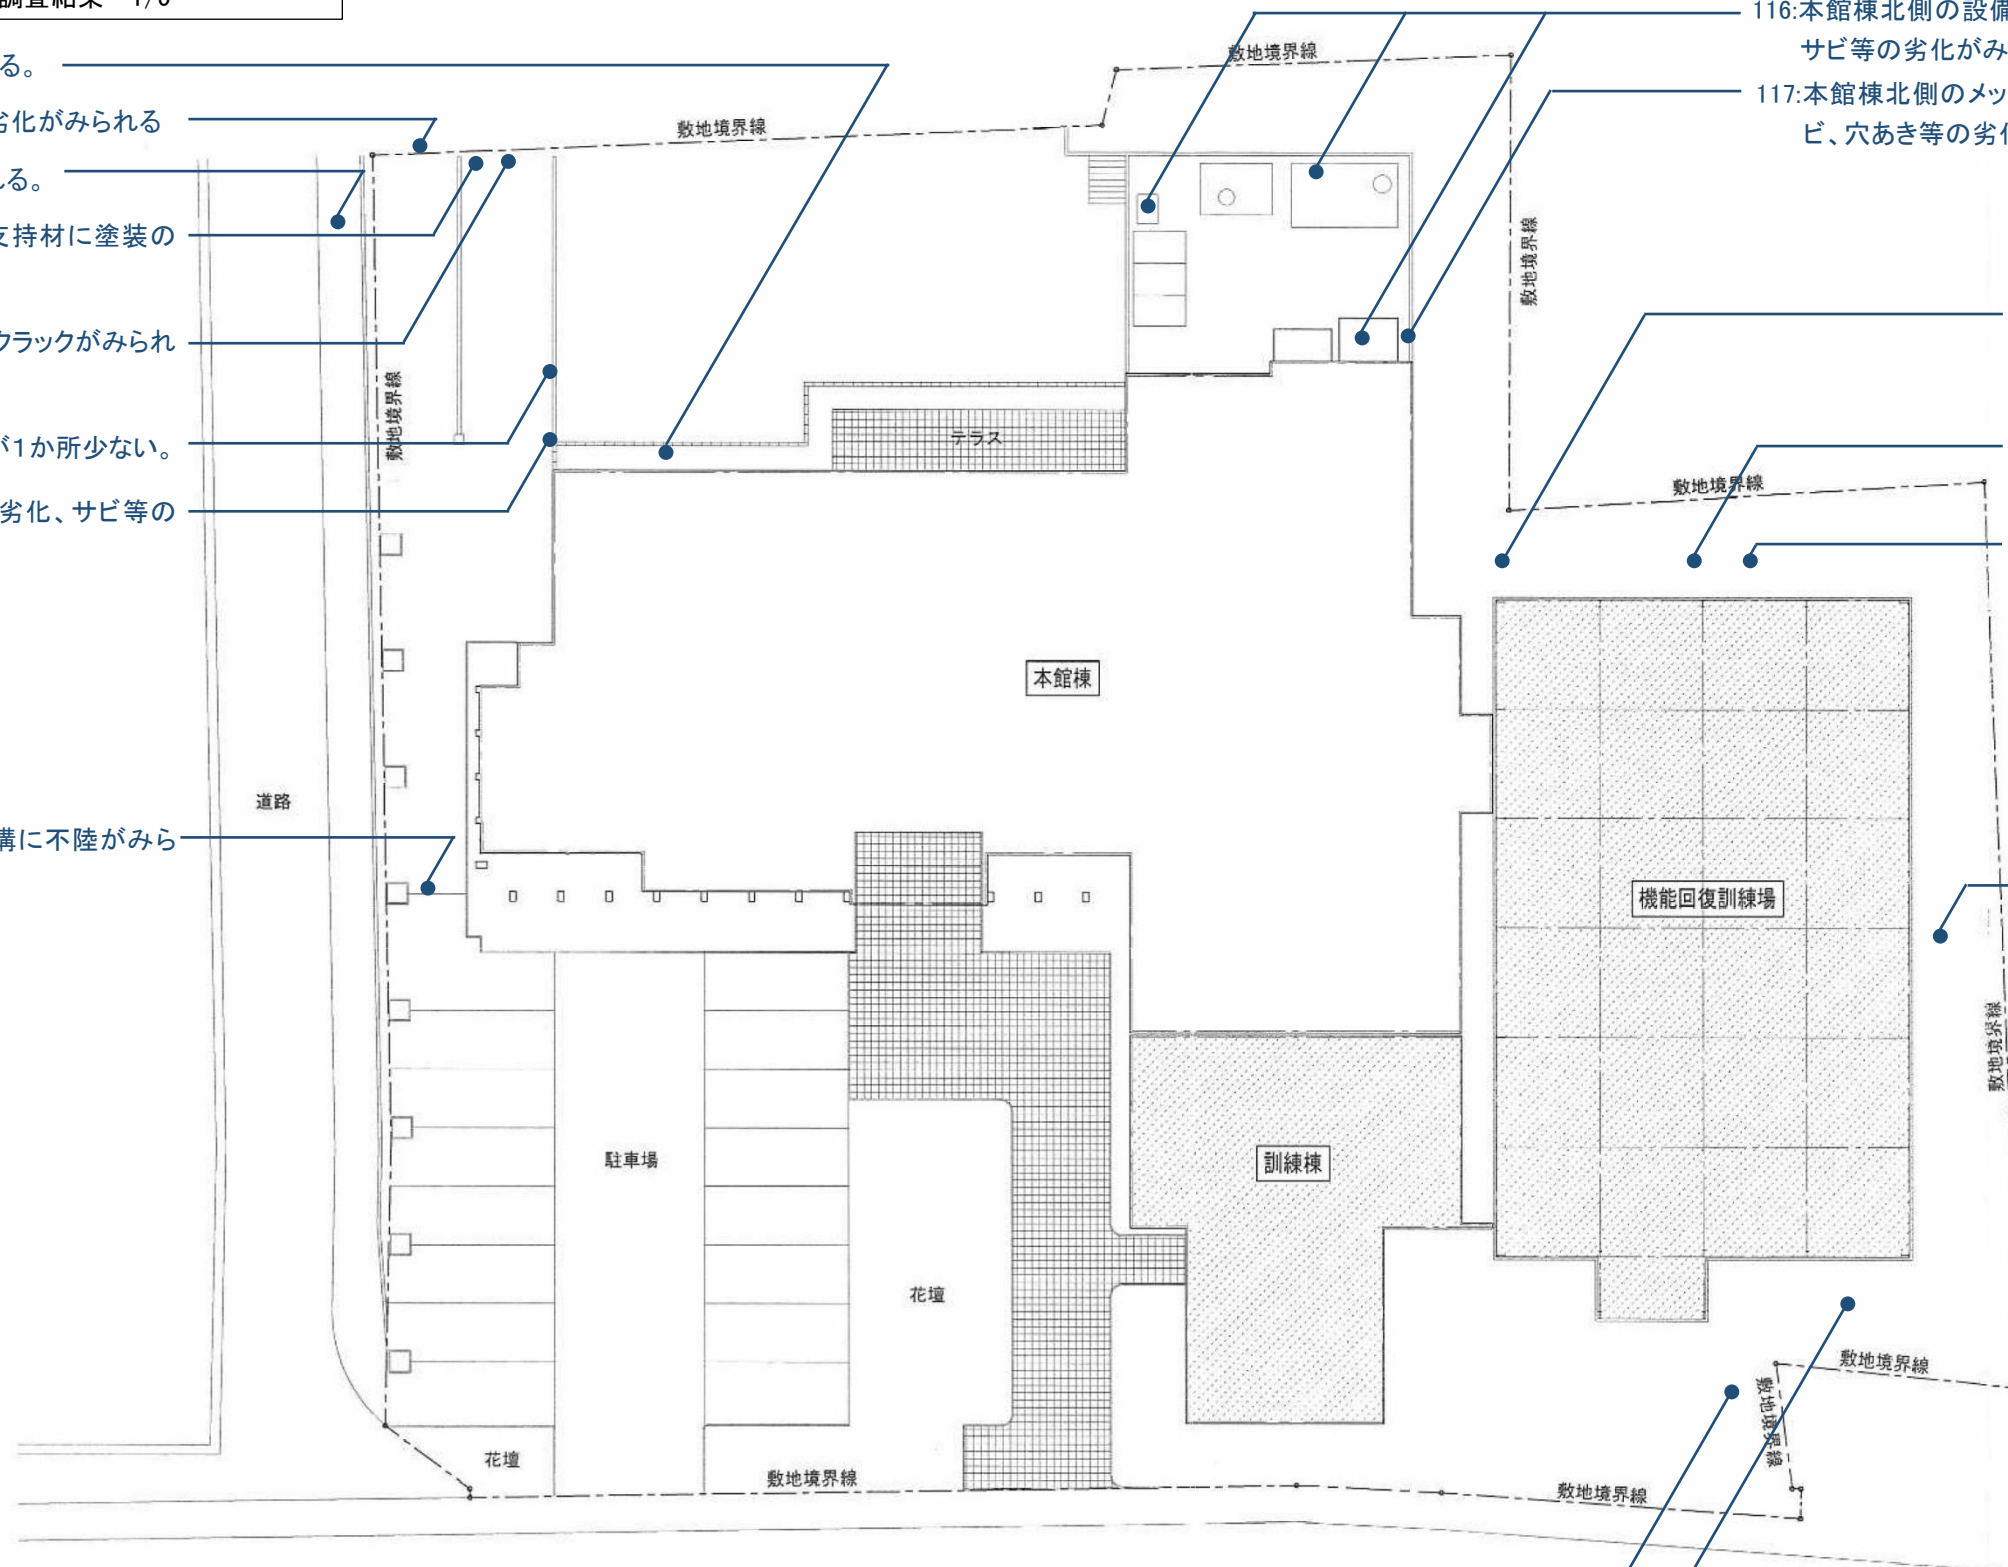 調査結果 1/6
116:本館棟北側の設備
サビ等の劣化がみ
117:本館棟北側のメッ
ビ、穴あき等の劣化
る。
劣化がみられる
れる。
支持材に塗装の
クラックがみられ
が1か所少ない。
劣化、サビ等の
溝に不陸がみら
敷地境界線
敷地境界線
敷地境界線
敷地境界線
敷地境界線
テラス
本館棟
道路
機能回復訓練場
敷地境界線
駐車場
訓練棟
花壇
敷地境界線
敷地境界線
花壇
敷地境界線
敷地境界線